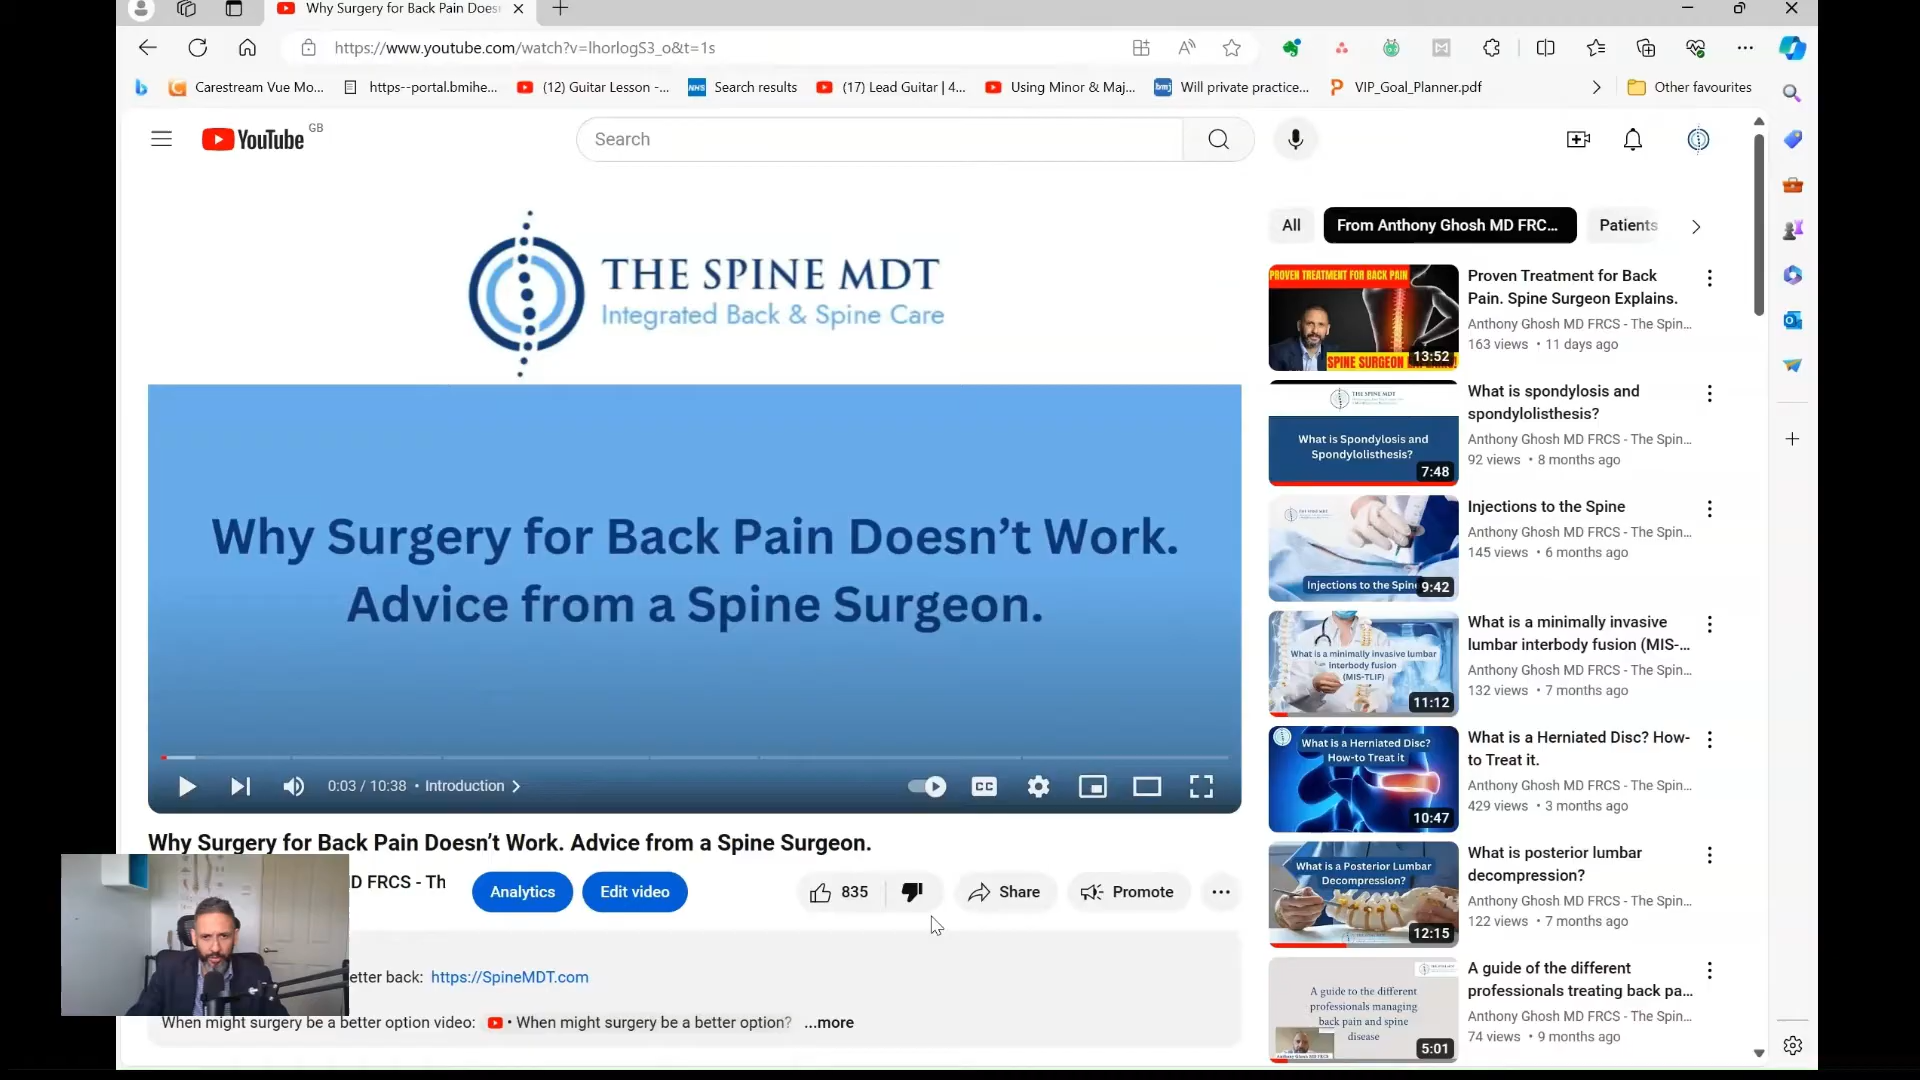 Why Surgery for Back Pain Does
https://www.youtube.com/watch?v=lhorlogS3_o&t=1s
Carestream Vue Mo...
https--portal.bmihe...
(12) Guitar Lesson -...
NHS
Search results
(17) Lead Guitar | 4...
Using Minor & Maj...
bmj
Will private practice...
VIP_Goal_Planner.pdf
Other favourites
YouTube GB
Search
THE SPINE MDT
Integrated Back & Spine Care
Why Surgery for Back Pain Doesn’t Work.
Advice from a Spine Surgeon.
0:03 / 10:38 • Introduction
CC
Why Surgery for Back Pain Doesn’t Work. Advice from a Spine Surgeon.
D FRCS - Th
Analytics
Edit video
835
Share
Promote
etter back: https://SpineMDT.com
When might surgery be a better option video: • When might surgery be a better option? ...more
All
From Anthony Ghosh MD FRC...
Patients
PROVEN TREATMENT FOR BACK PAIN
SPINE SURGEON
13:52
Proven Treatment for Back
Pain. Spine Surgeon Explains.
Anthony Ghosh MD FRCS - The Spin...
163 views • 11 days ago
THE SPINE MDT
What is Spondylosis and
Spondylolisthesis?
7:48
What is spondylosis and
spondylolisthesis?
Anthony Ghosh MD FRCS - The Spin...
92 views • 8 months ago
Injections to the Spine
9:42
Injections to the Spine
Anthony Ghosh MD FRCS - The Spin...
145 views • 6 months ago
What is a minimally invasive lumbar
interbody fusion
(MIS-TLIF)
11:12
What is a minimally invasive
lumbar interbody fusion (MIS-...
Anthony Ghosh MD FRCS - The Spin...
132 views • 7 months ago
What is a Herniated Disc?
How-to Treat it
10:47
What is a Herniated Disc? How-
to Treat it.
Anthony Ghosh MD FRCS - The Spin...
429 views • 3 months ago
What is a Posterior Lumbar
Decompression?
12:15
What is posterior lumbar
decompression?
Anthony Ghosh MD FRCS - The Spin...
122 views • 7 months ago
A guide to the different
professionals managing
back pain and spine
disease
5:01
A guide of the different
professionals treating back pa...
Anthony Ghosh MD FRCS - The Spin...
74 views • 9 months ago